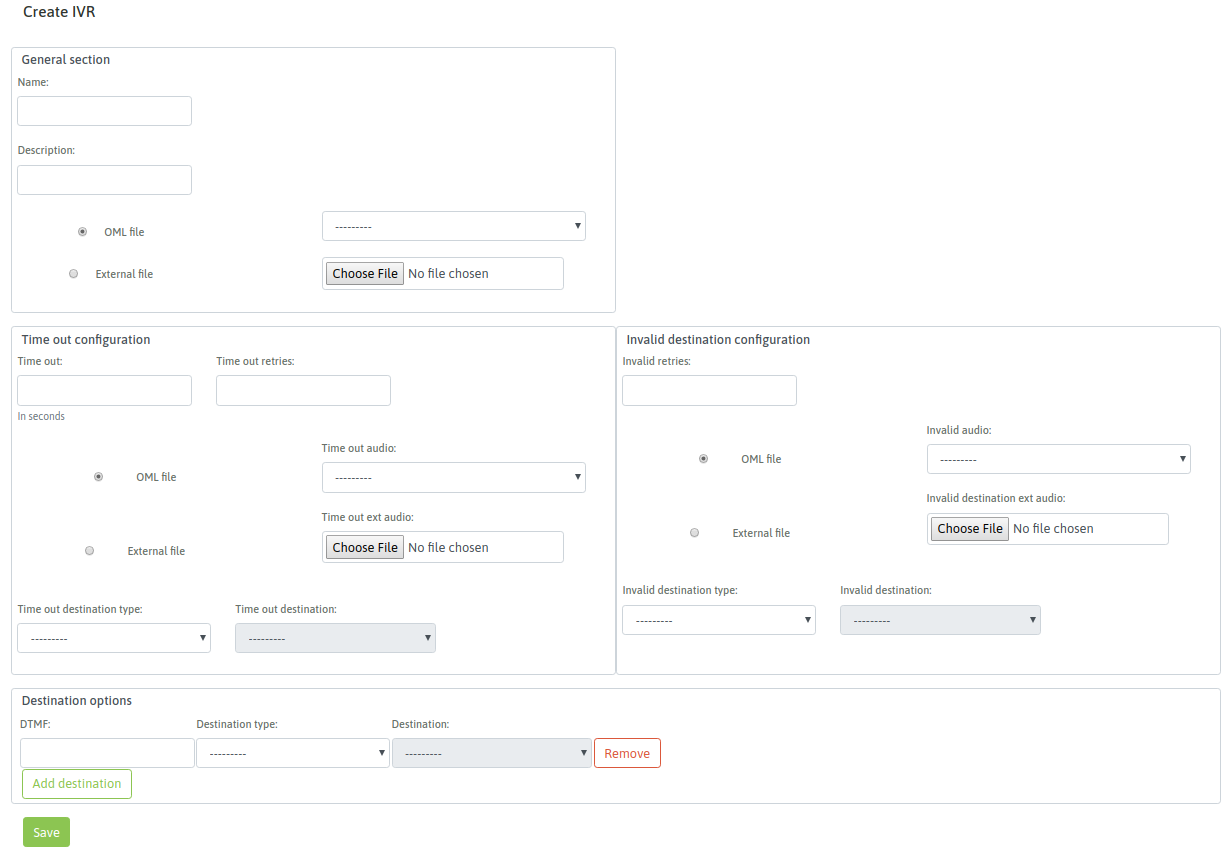 Create IVR
General section
Name:
Description:
OML file
---------
External file
Choose File No file chosen
Time out configuration
Time out:
Time out retries:
In seconds
Time out audio:
OML file
---------
Time out ext audio:
External file
Choose File No file chosen
Time out destination type:
Time out destination:
---------
---------
Invalid destination configuration
Invalid retries:
Invalid audio:
OML file
---------
Invalid destination ext audio:
External file
Choose File No file chosen
Invalid destination type:
Invalid destination:
---------
---------
Destination options
DTMF:
Destination type:
Destination:
---------
---------
Remove
Add destination
Save